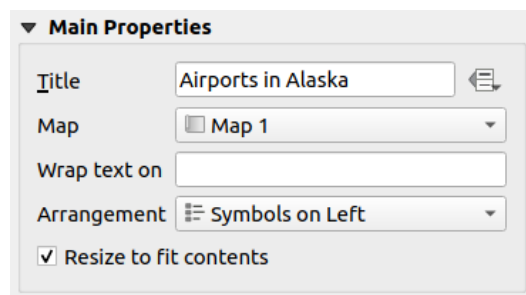 Main Properties
Title Airports in Alaska
Map Map 1
Wrap text on
Arrangement Symbols on Left
Resize to fit contents